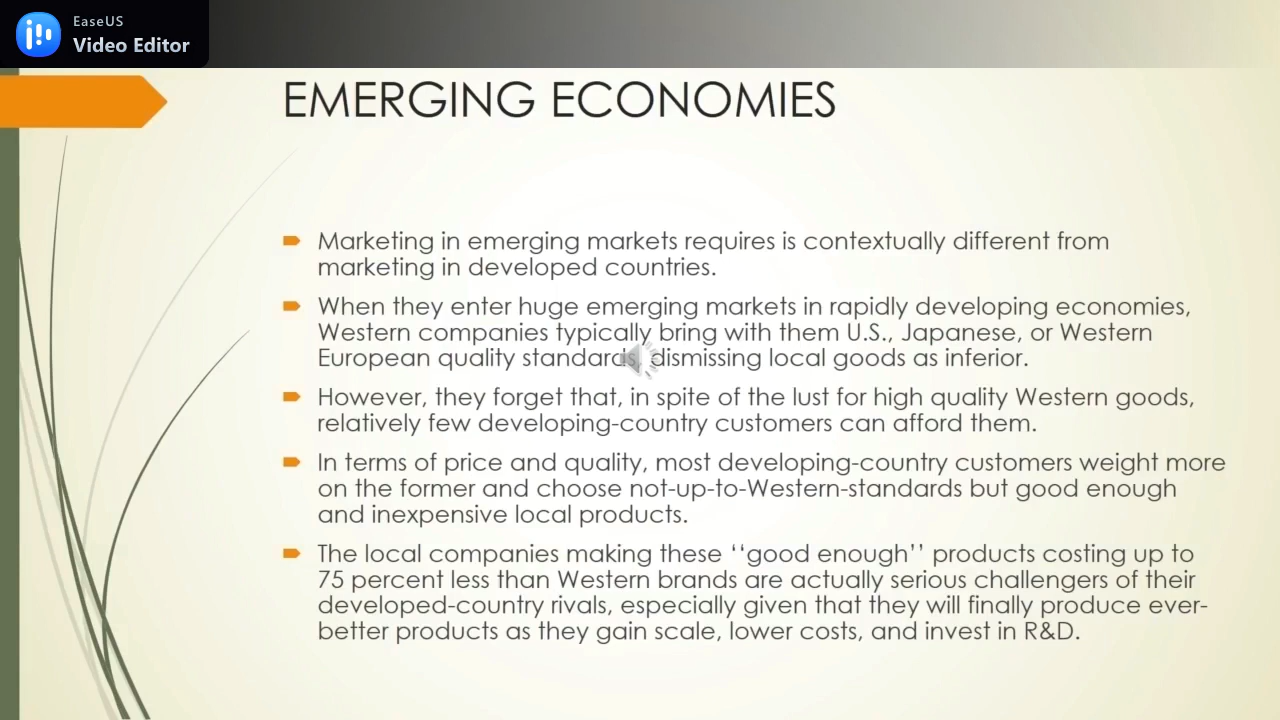 EaseUS
Video Editor
EMERGING ECONOMIES
Marketing in emerging markets requires is contextually different from
marketing in developed countries.
When they enter huge emerging markets in rapidly developing economies,
Western companies typically bring with them U.S., Japanese, or Western
European quality standards, dismissing local goods as inferior.
However, they forget that, in spite of the lust for high quality Western goods,
relatively few developing-country customers can afford them.
In terms of price and quality, most developing-country customers weight more
on the former and choose not-up-to-Western-standards but good enough
and inexpensive local products.
The local companies making these ‘‘good enough’’ products costing up to
75 percent less than Western brands are actually serious challengers of their
developed-country rivals, especially given that they will finally produce ever-
better products as they gain scale, lower costs, and invest in R&D.